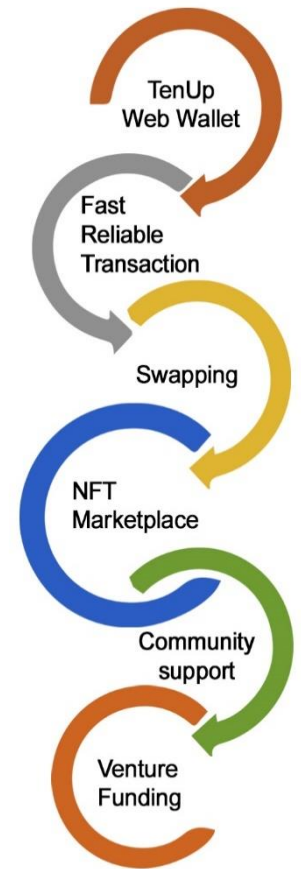 TenUp
Web Wallet
Fast
Reliable
Transaction
Swapping
NFT
Marketplace
Community
support
Venture
Funding